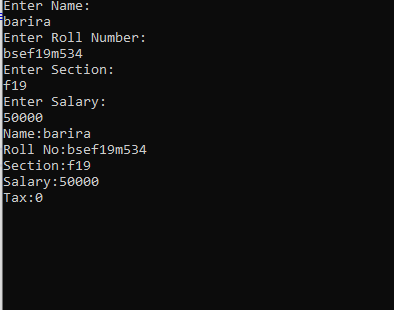 Enter Name:
barira
Enter Roll Number:
bsef19m534
Enter Section:
f19
Enter Salary:
50000
Name:barira
Roll No:bsef19m534
Section:f19
Salary:50000
Tax:0